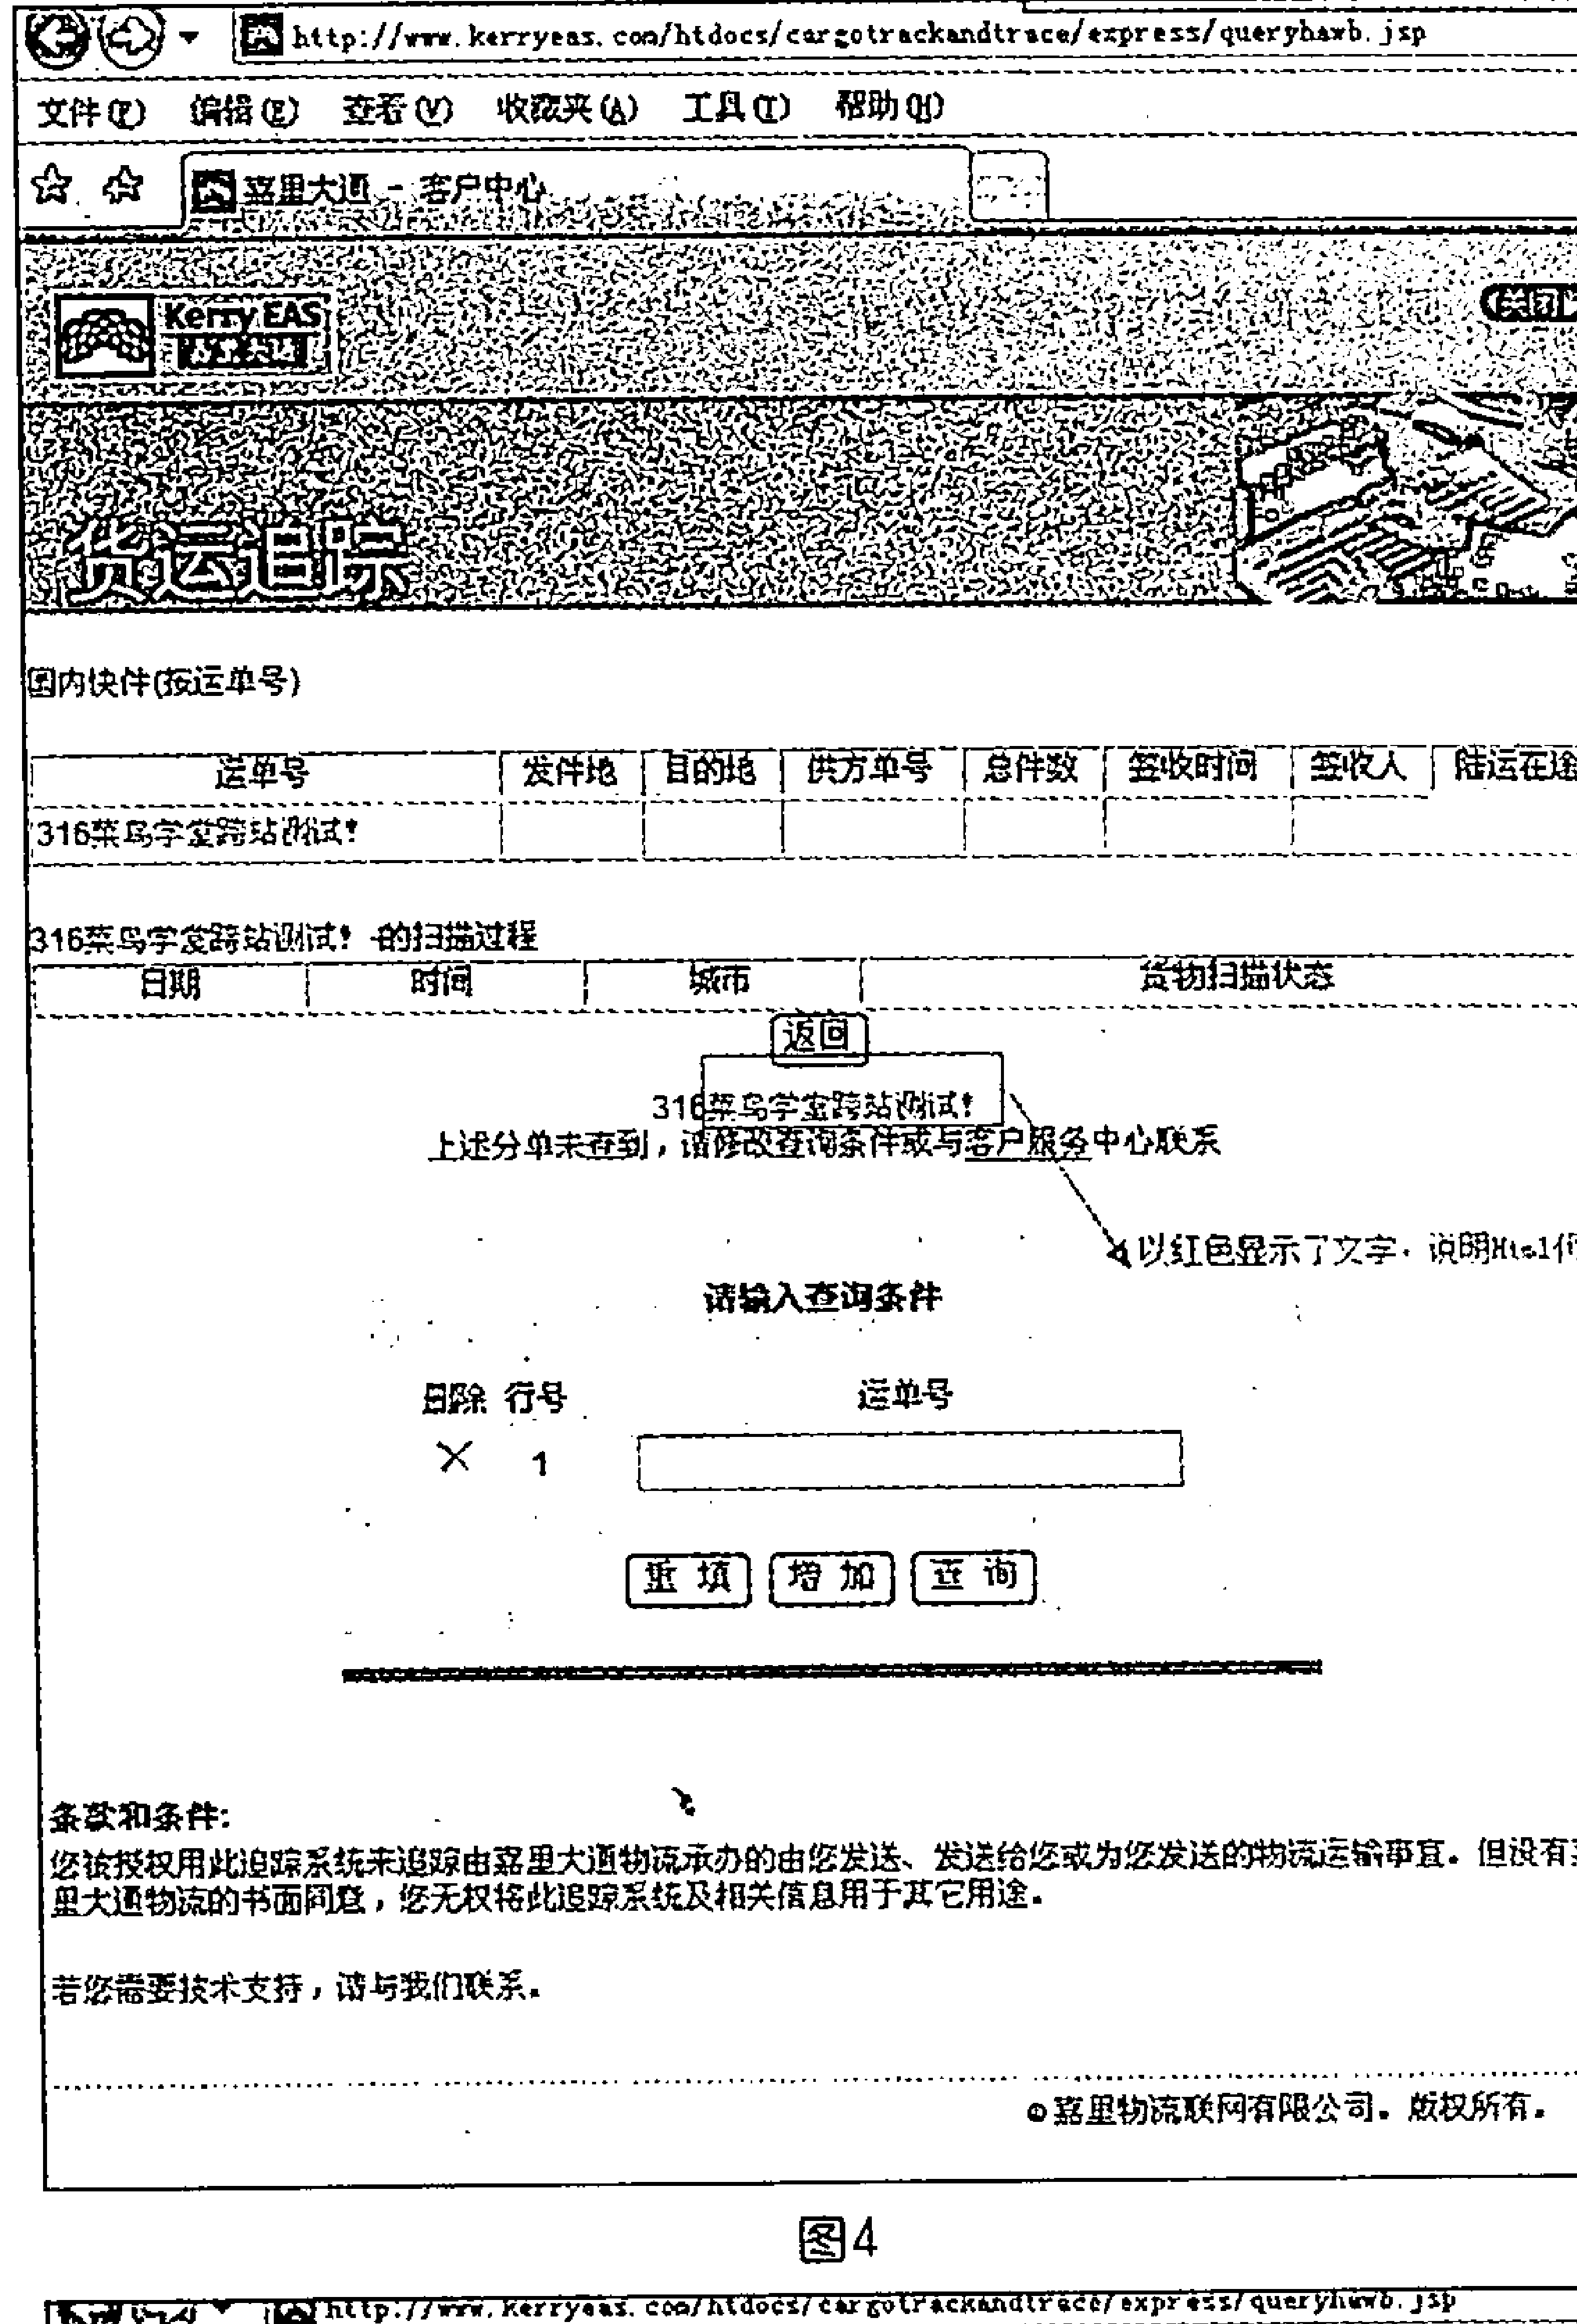 http://www.kerryeas.com/htdocs/cargotrackandtrace/express/queryhawb.jsp
文件(F) 编辑(E) 查看(V) 收藏夹(A) 工具(T) 帮助(H)
嘉里大通 - 客户中心
Kerry EAS
嘉里大通
关闭
货运追踪
国内快件(按运单号)
运单号 发件地 目的地 供方单号 总件数 签收时间 签收人 陆运在途
316菜鸟学堂跨站测试!
316菜鸟学堂跨站测试! 的扫描过程
日期 时间 城市 货物扫描状态
返回
316菜鸟学堂跨站测试!
上述分单未查到,请修改查询条件或与客户服务中心联系
以红色显示了文字,说明Html
请输入查询条件
删除 行号 运单号
1
重 填 增 加 查 询
条款和条件:
您被授权用此追踪系统来追踪由嘉里大通物流承办的由您发送、发送给您或为您发送的物流运输事宜。但没有
里大通物流的书面同意,您无权将此追踪系统及相关信息用于其它用途。
若您需要技术支持,请与我们联系。
©嘉里物流联网有限公司。版权所有。
图4
http://www.kerryeas.com/htdocs/cargotrackandtrace/express/queryhawb.jsp